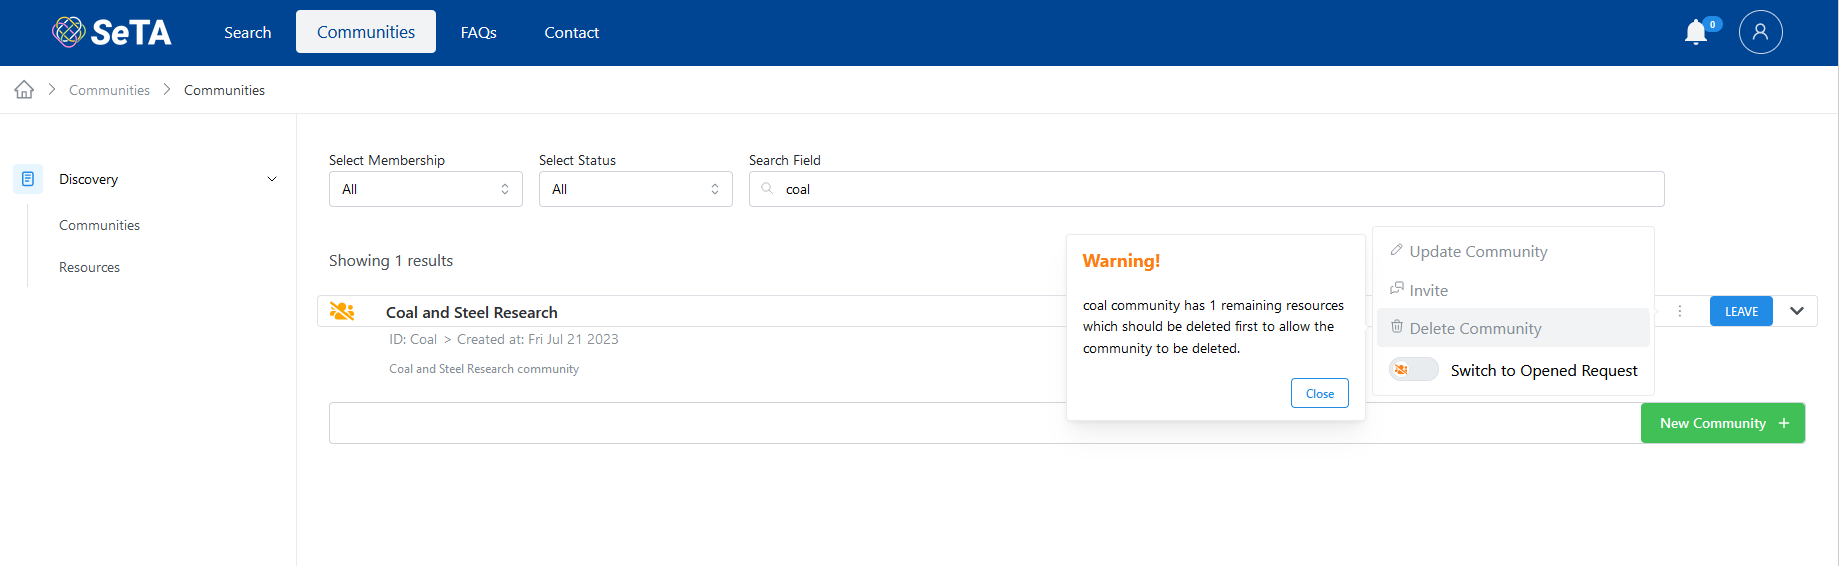 SeTA
Search
Communities
FAQs
Contact
0
Communities
Communities
Discovery
Communities
Resources
Select Membership
Select Status
Search Field
All
All
coal
Showing 1 results
Coal and Steel Research
ID: Coal > Created at: Fri Jul 21 2023
Coal and Steel Research community
Warning!
coal community has 1 remaining resources
which should be deleted first to allow the
community to be deleted.
Close
Update Community
Invite
Delete Community
Switch to Opened Request
LEAVE
New Community +